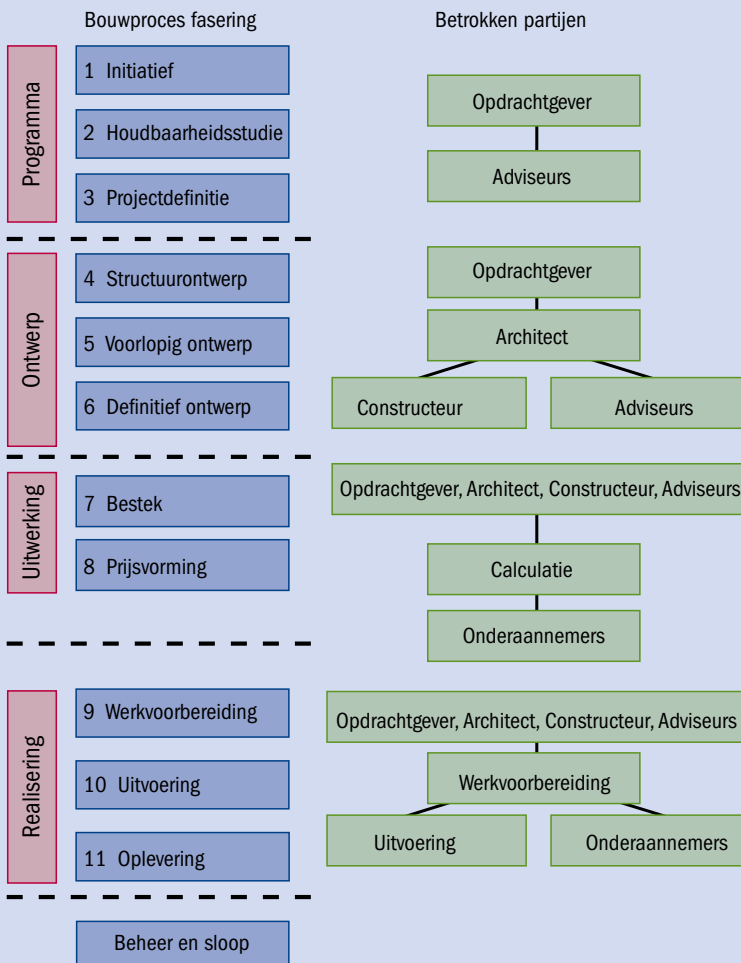 Bouwproces fasering
Betrokken partijen
Programma
1 Initiatief
2 Houdbaarheidsstudie
3 Projectdefinitie
Opdrachtgever
Adviseurs
Ontwerp
4 Structuurontwerp
5 Voorlopig ontwerp
6 Definitief ontwerp
Opdrachtgever
Architect
Constructeur
Adviseurs
Uitwerking
7 Bestek
8 Prijsvorming
Opdrachtgever, Architect, Constructeur, Adviseurs
Calculatie
Onderaannemers
Realisering
9 Werkvoorbereiding
10 Uitvoering
11 Oplevering
Opdrachtgever, Architect, Constructeur, Adviseurs
Werkvoorbereiding
Uitvoering
Onderaannemers
Beheer en sloop